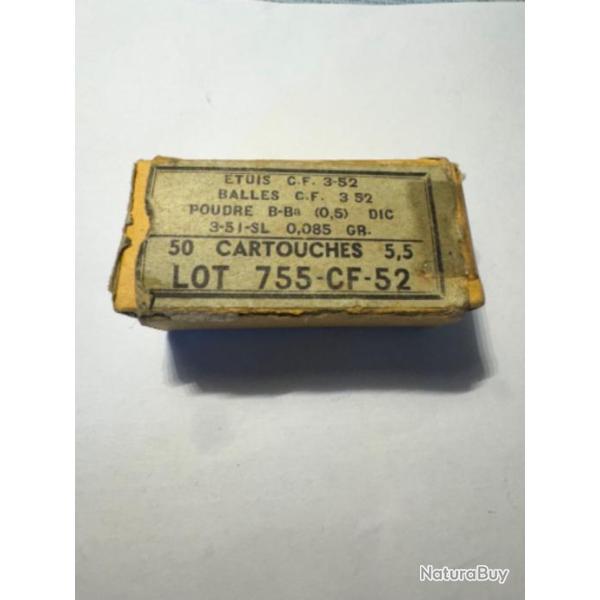 ETUIS C.F. 3-52
BALLES C.F. 3 52
POUDRE B-Ba (0,5) DIC
3-51-SL 0,085 GR.
50 CARTOUCHES 5,5
LOT 755-CF-52
NaturaBuy